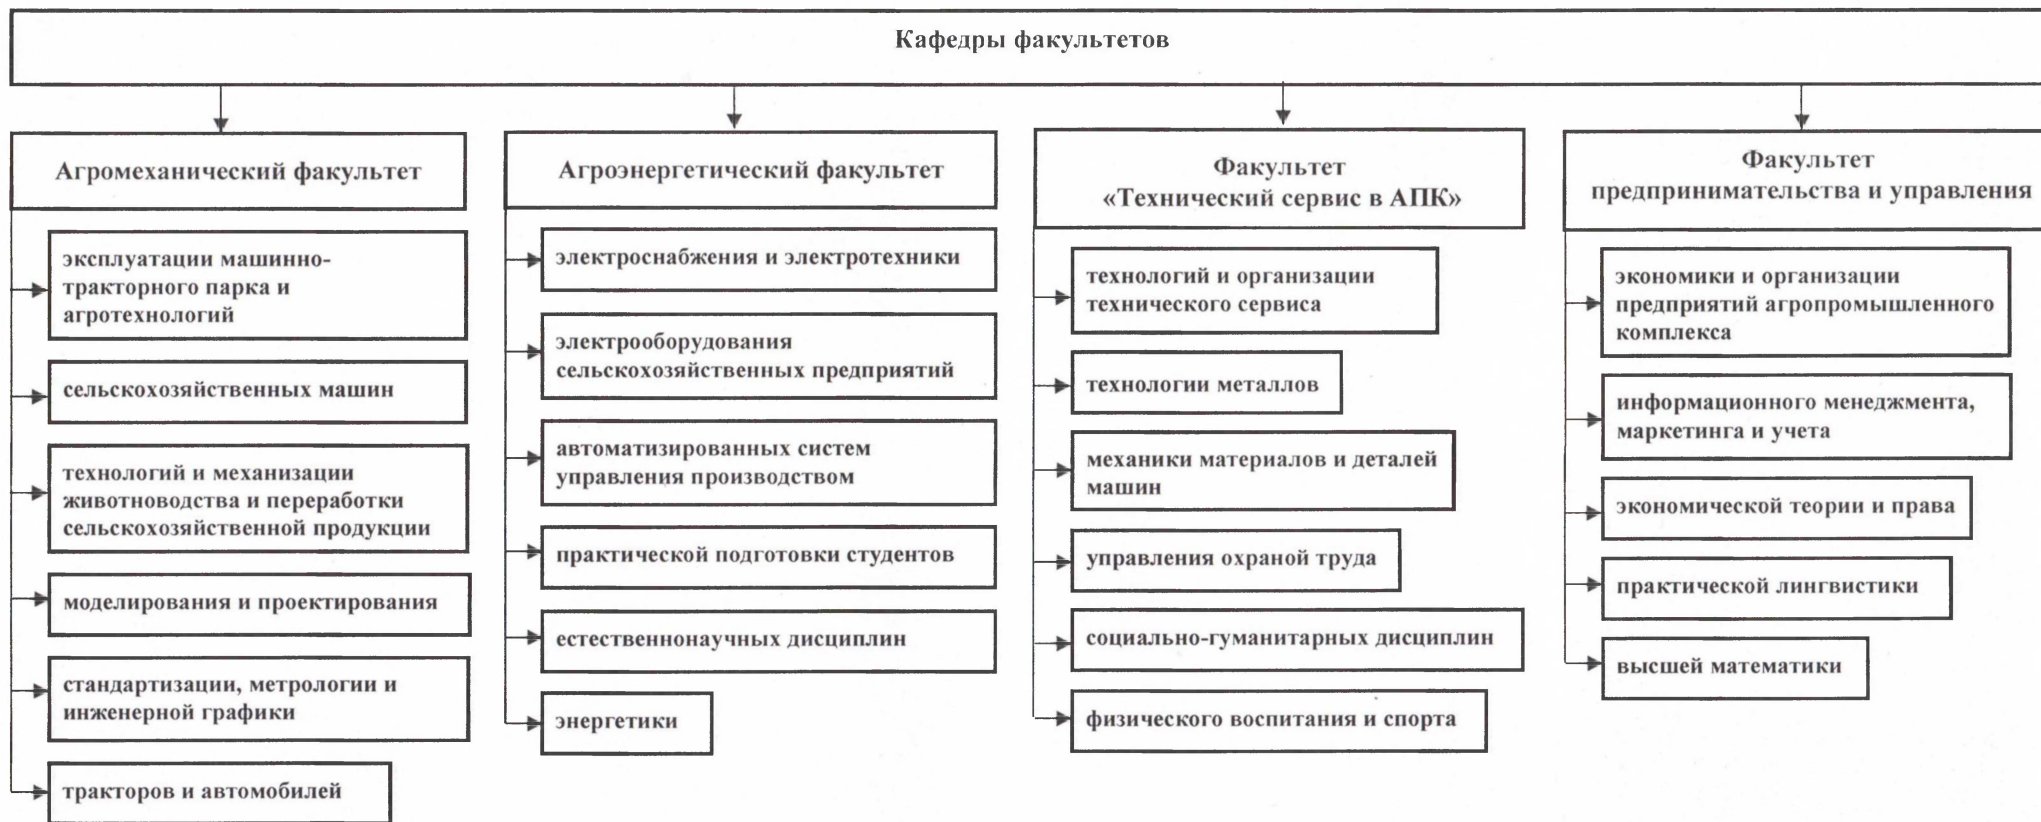 Кафедры факультетов
Агромеханический факультет
эксплуатации машинно-
тракторного парка и
агротехнологий
сельскохозяйственных машин
технологий и механизации
животноводства и переработки
сельскохозяйственной продукции
моделирования и проектирования
стандартизации, метрологии и
инженерной графики
тракторов и автомобилей
Агроэнергетический факультет
электроснабжения и электротехники
электрооборудования
сельскохозяйственных предприятий
автоматизированных систем
управления производством
практической подготовки студентов
естественнонаучных дисциплин
энергетики
Факультет
«Технический сервис в АПК»
технологий и организации
технического сервиса
технологии металлов
механики материалов и деталей
машин
управления охраной труда
социально-гуманитарных дисциплин
физического воспитания и спорта
Факультет
предпринимательства и управления
экономики и организации
предприятий агропромышленного
комплекса
информационного менеджмента,
маркетинга и учета
экономической теории и права
практической лингвистики
высшей математики